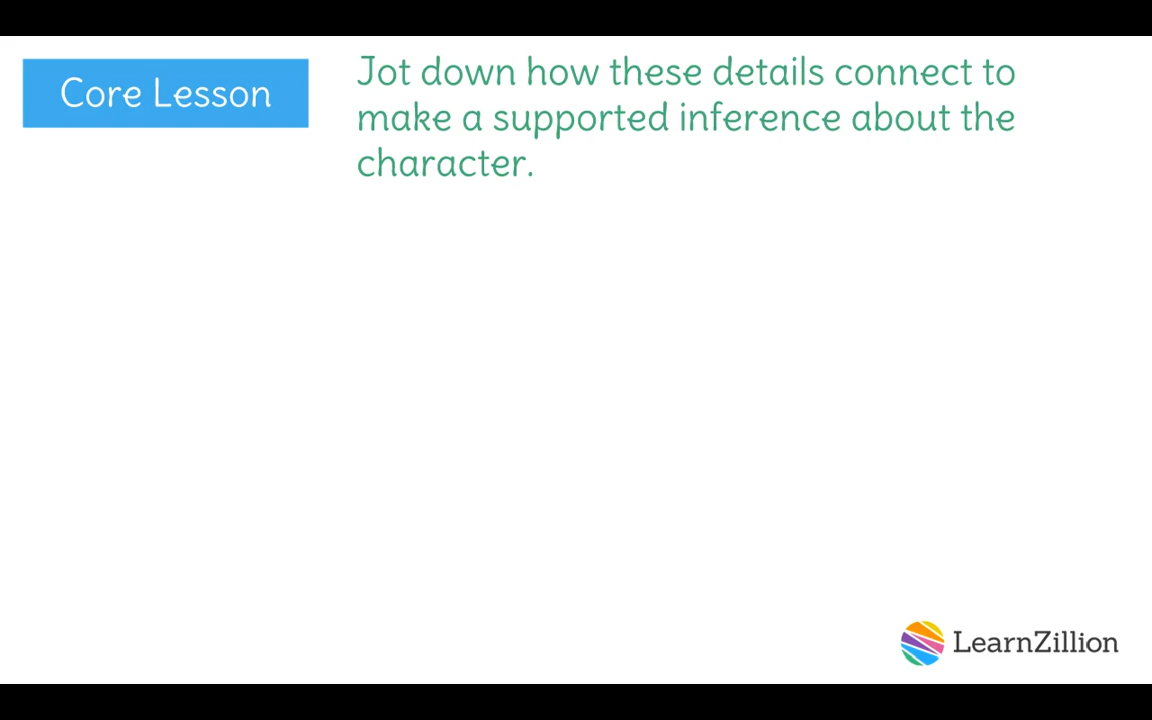 Core Lesson
Jot down how these details connect to
make a supported inference about the
character.
LearnZillion